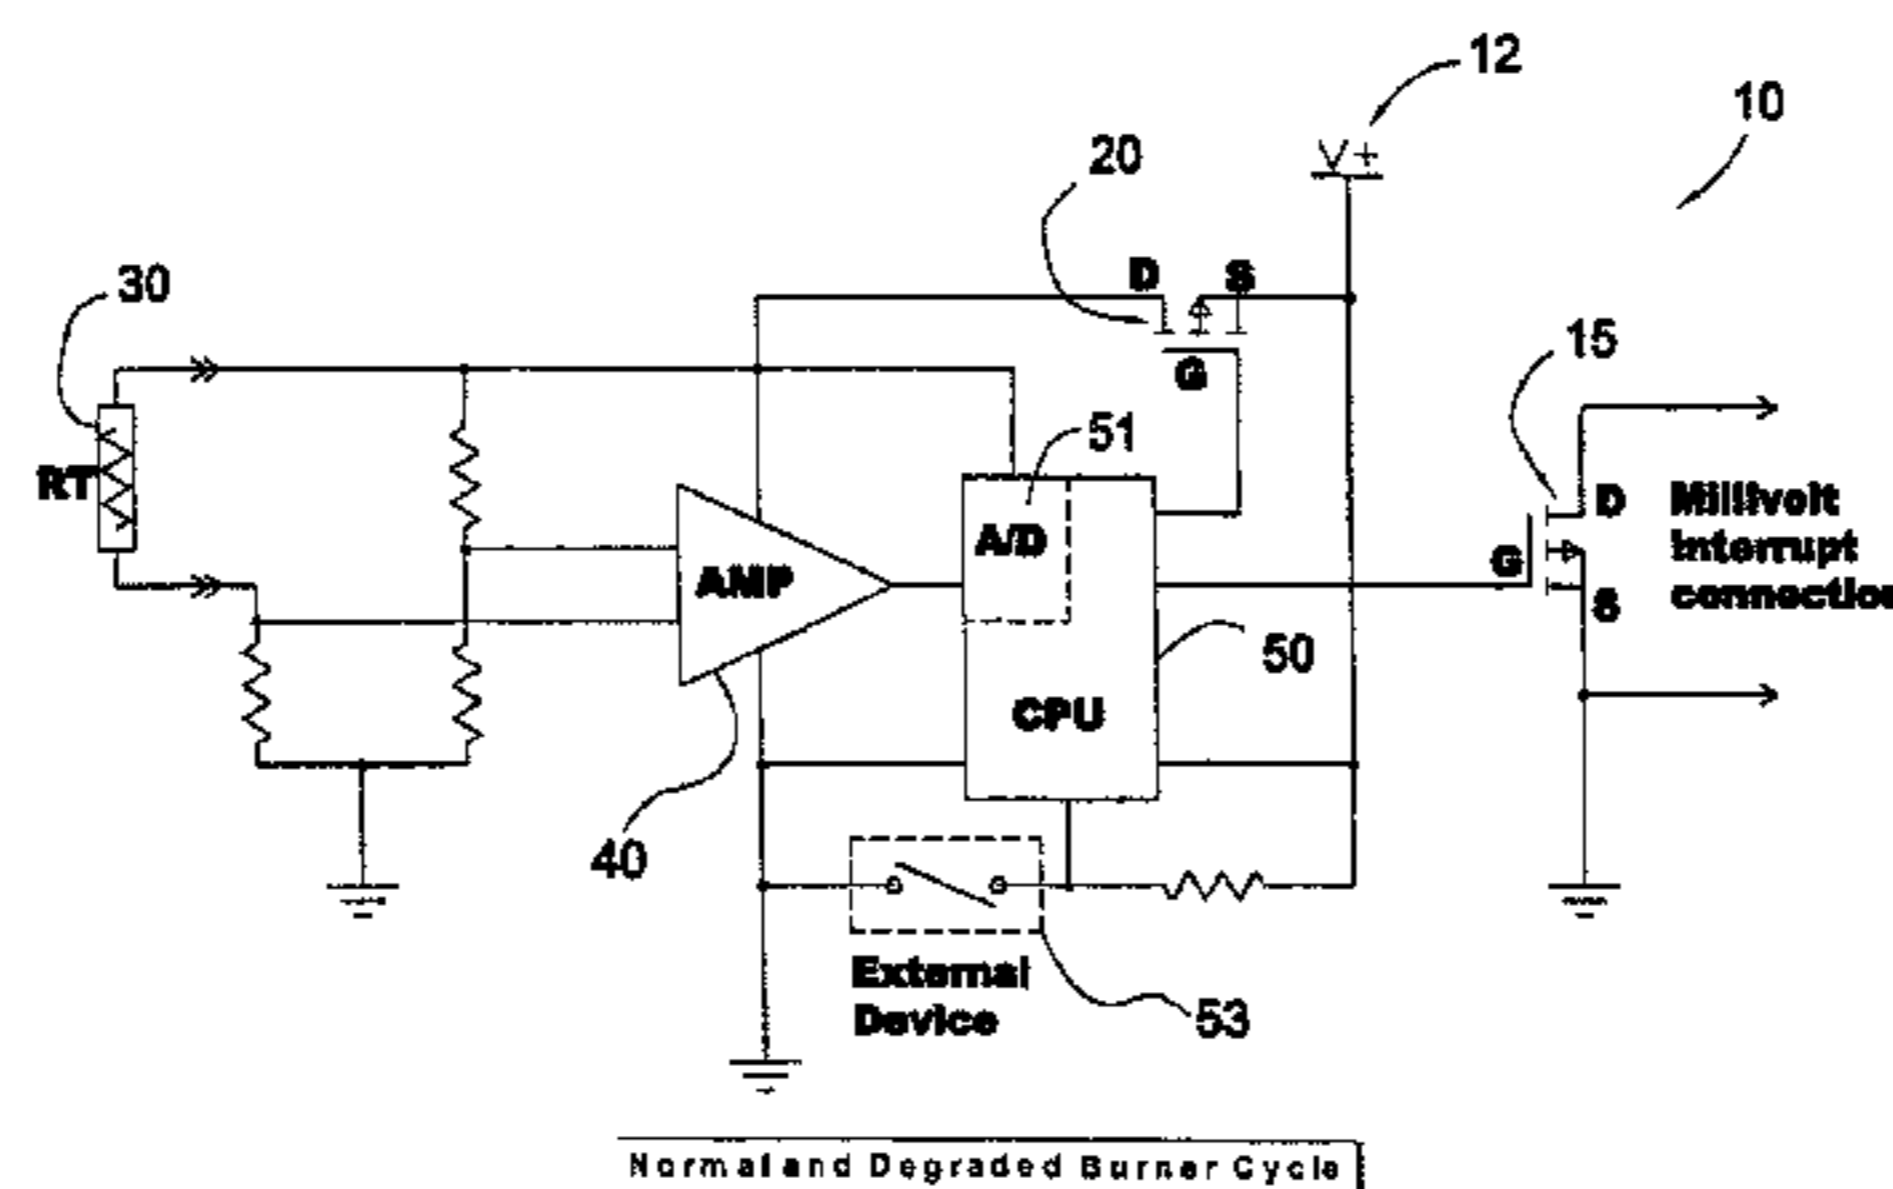 12
10
V+
20
D S
30
G
15
51
RT
A/D
D
Millivolt
Interrupt
connection
G
S
AMP
50
CPU
40
External
Device
53
Normal and Degraded Burner Cycle